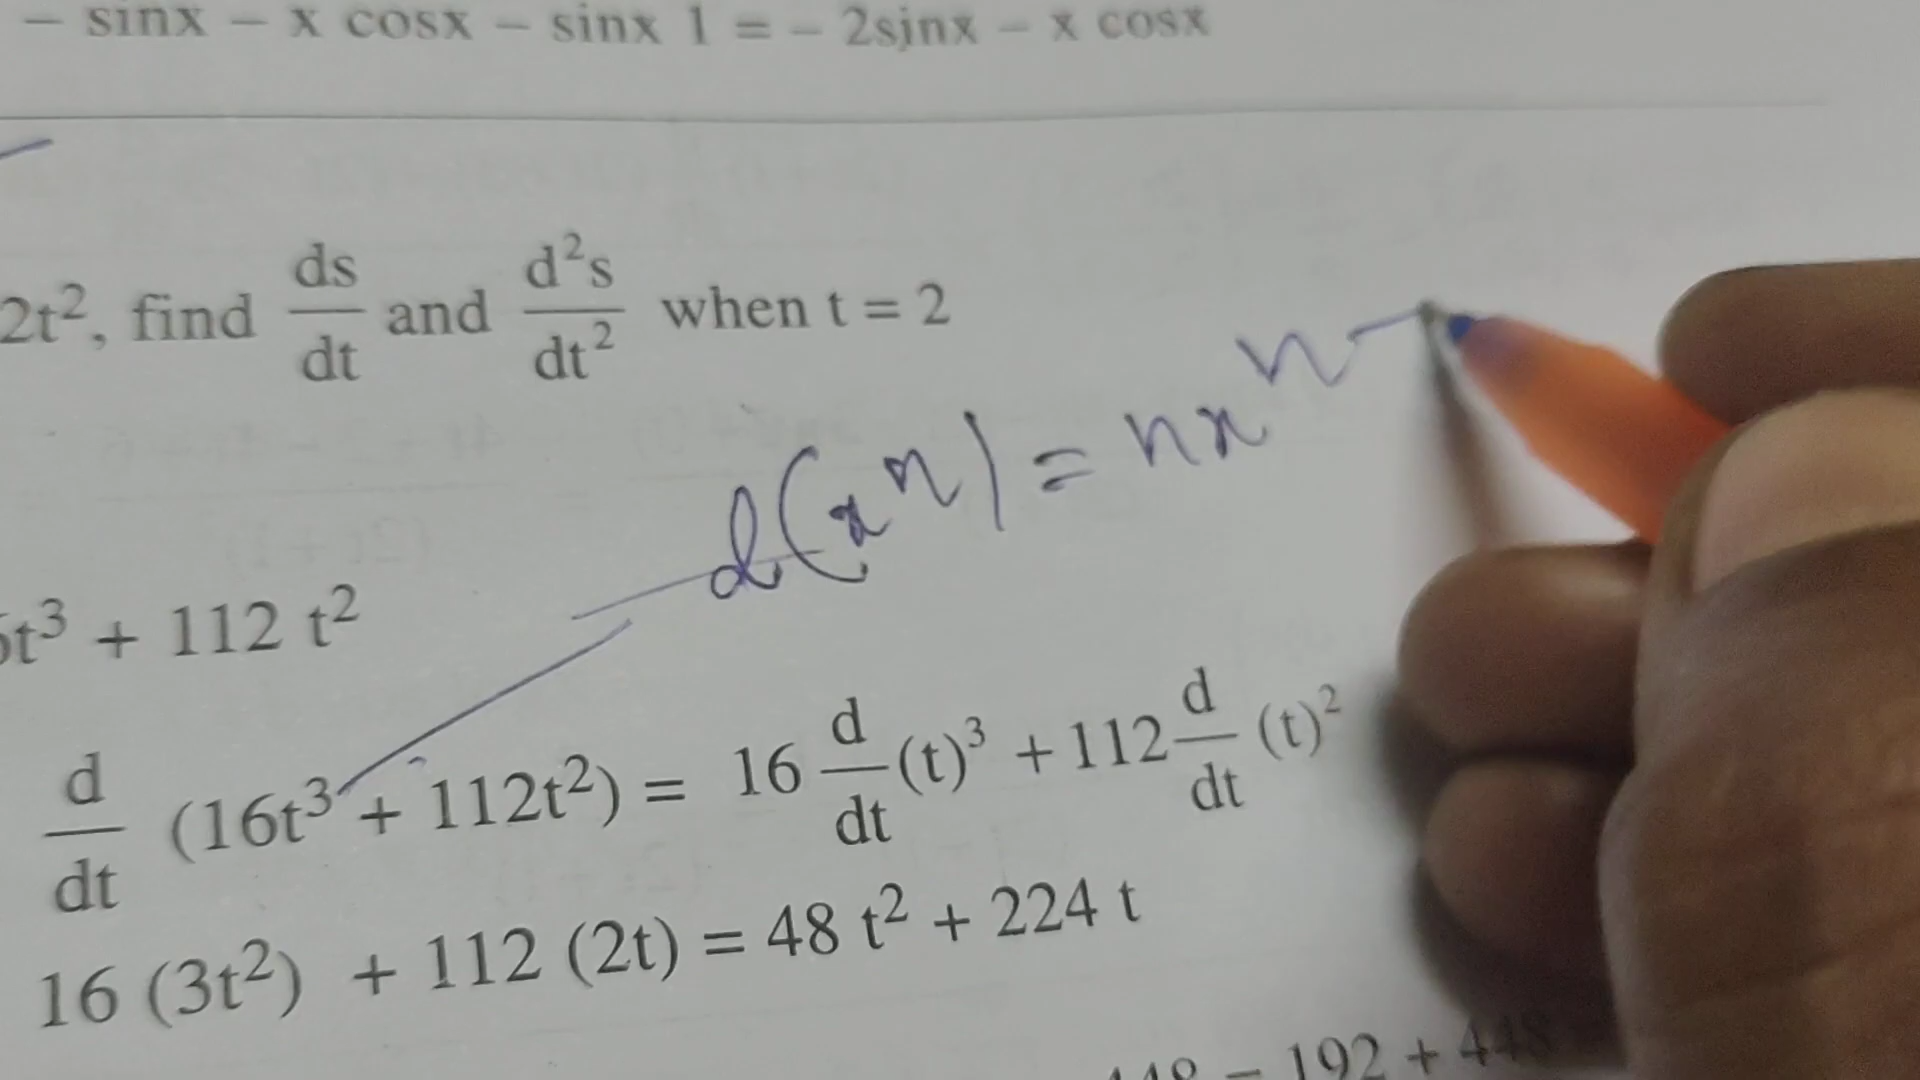 – sinx – x cosx – sinx 1 = – 2sinx – x cosx
2t², find ds/dt and d²s/dt² when t = 2
d(xⁿ) = nxⁿ⁻
t³ + 112 t²
d/dt (16t³ + 112t²) = 16 d/dt (t)³ + 112 d/dt (t)²
16 (3t²) + 112 (2t) = 48 t² + 224 t
– 192 + 448